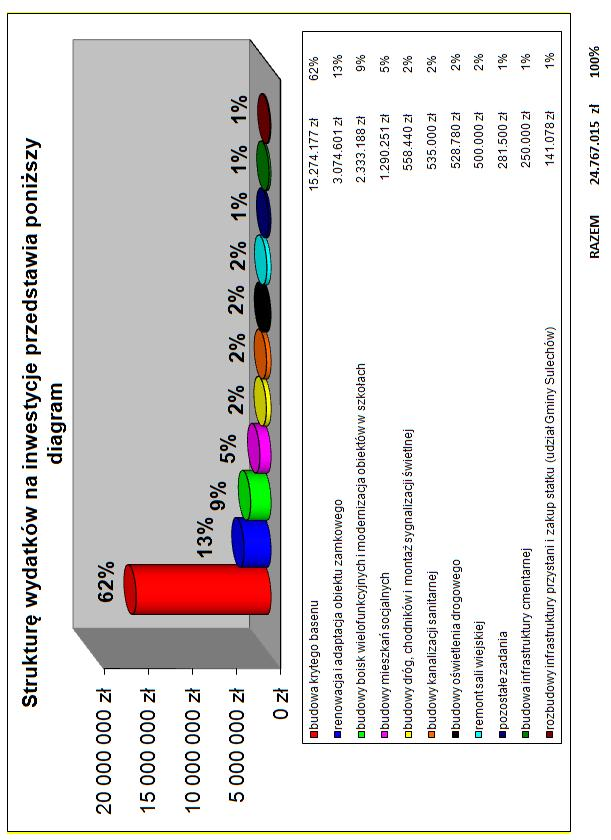 Strukturę wydatków na inwestycje przedstawia poniższy
diagram
20 000 000 zł
15 000 000 zł
10 000 000 zł
5 000 000 zł
0 zł
62%
13%
9%
5%
2%
2%
2%
2%
1%
1%
1%
budowa krytego basenu 15.274.177 zł 62%
renowacja i adaptacja obiektu zamkowego 3.074.601 zł 13%
budowy boisk wielofunkcyjnych i modernizacja obiektów w szkołach 2.333.188 zł 9%
budowy mieszkań socjalnych 1.290.251 zł 5%
budowy dróg, chodników i montaż sygnalizacji świetlnej 558.440 zł 2%
budowy kanalizacji sanitarnej 535.000 zł 2%
budowy oświetlenia drogowego 528.780 zł 2%
remont sali wiejskiej 500.000 zł 2%
pozostałe zadania 281.500 zł 1%
budowa infrastruktury cmentarnej 250.000 zł 1%
rozbudowy infrastruktury przystani i zakup statku (udział Gminy Sulechów) 141.078 zł 1%
RAZEM 24.767.015 zł 100%